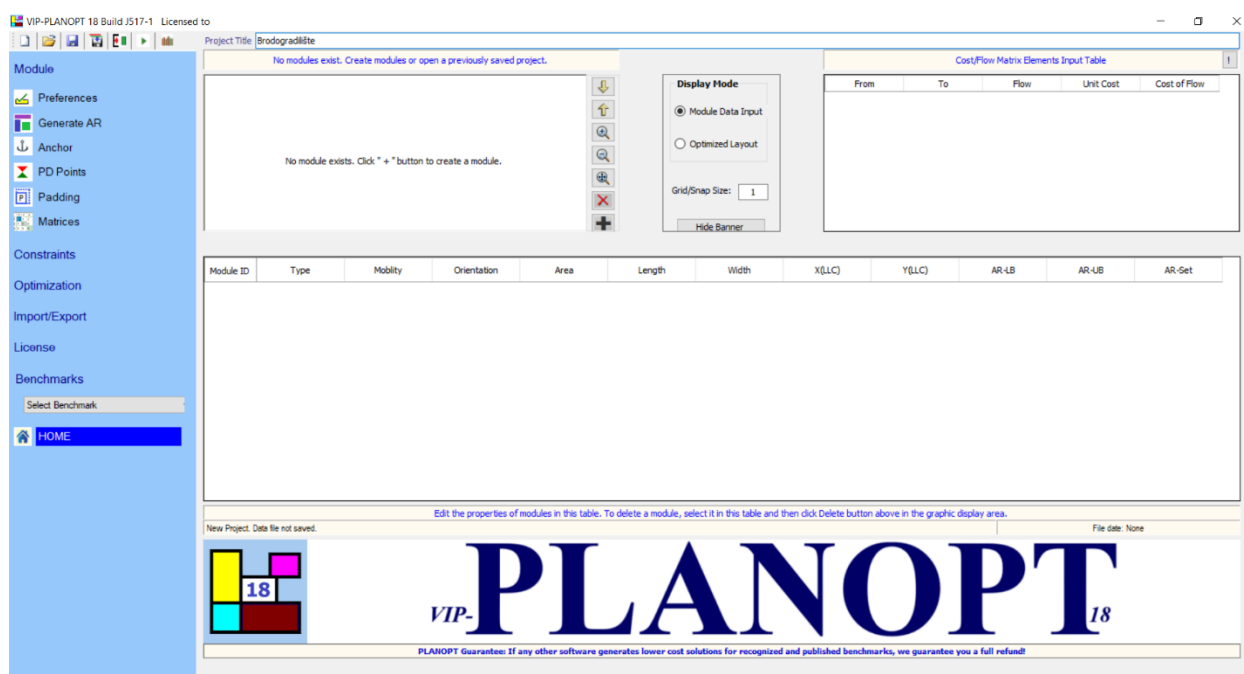 VIP-PLANOPT 18 Build J517-1 Licensed to
Project Title Brodogradilište
No modules exist. Create modules or open a previously saved project.
Cost/Flow Matrix Elements Input Table
!
Module
Preferences
Generate AR
Anchor
PD Points
Padding
Matrices
Constraints
Optimization
Import/Export
License
Benchmarks
Select Benchmark
HOME
No module exists. Click " + " button to create a module.
Display Mode
Module Data Input
Optimized Layout
Grid/Snap Size: 1
Hide Banner
From To Flow Unit Cost Cost of Flow
Module ID Type Moblity Orientation Area Length Width X(LLC) Y(LLC) AR-LB AR-UB AR-Set
Edit the properties of modules in this table. To delete a module, select it in this table and then click Delete button above in the graphic display area.
New Project. Data file not saved. File date: None
18
VIP-PLANOPT 18
PLANOPT Guarantee: If any other software generates lower cost solutions for recognized and published benchmarks, we guarantee you a full refund!